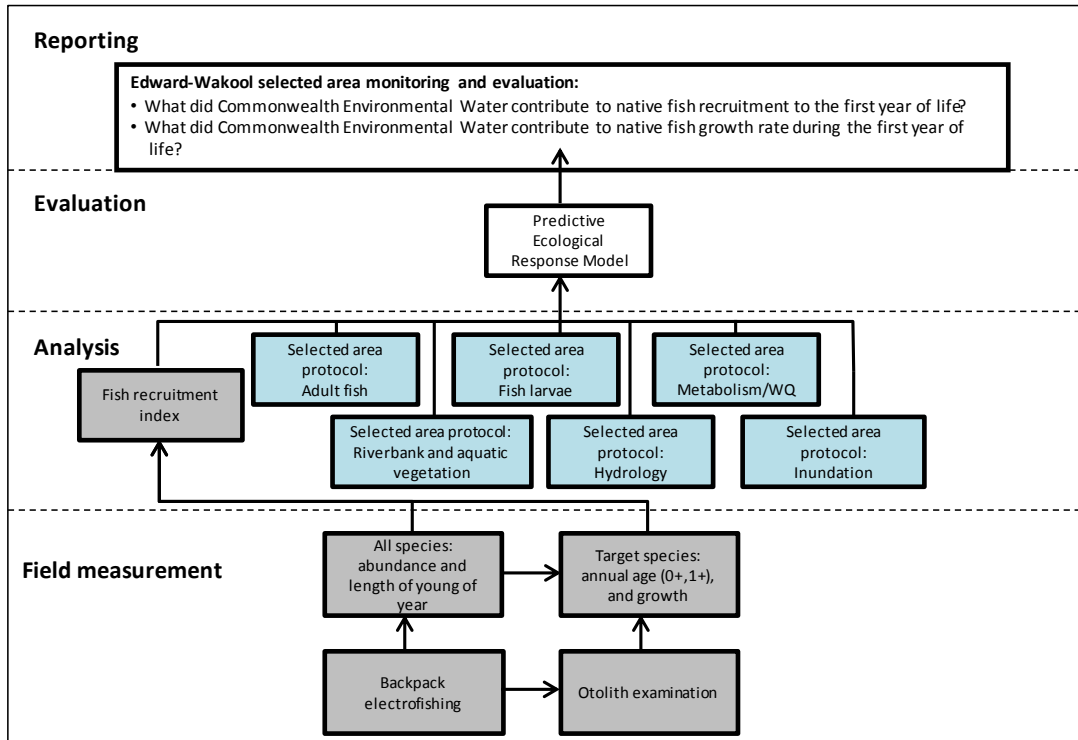 Reporting
Edward-Wakool selected area monitoring and evaluation:
• What did Commonwealth Environmental Water contribute to native fish recruitment to the first year of life?
• What did Commonwealth Environmental Water contribute to native fish growth rate during the first year of
life?
Evaluation
Predictive
Ecological
Response Model
Analysis
Fish recruitment
index
Selected area
protocol:
Adult fish
Selected area
protocol:
Fish larvae
Selected area
protocol:
Metabolism/WQ
Selected area protocol:
Riverbank and aquatic
vegetation
Selected area
protocol:
Hydrology
Selected area
protocol:
Inundation
Field measurement
All species:
abundance and
length of young of
year
Target species:
annual age (0+,1+),
and growth
Backpack
electrofishing
Otolith examination